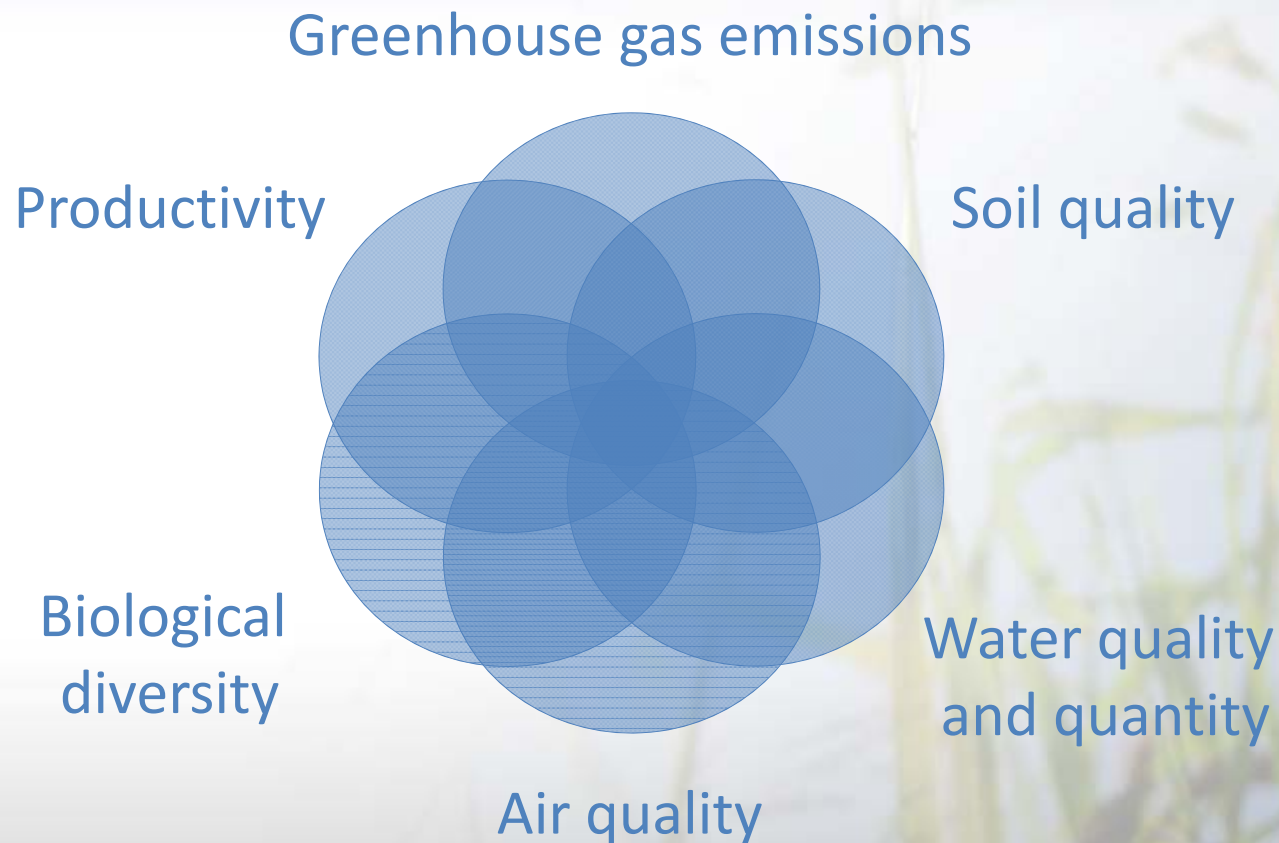 Greenhouse gas emissions
Productivity
Soil quality
Biological
diversity
Water quality
and quantity
Air quality